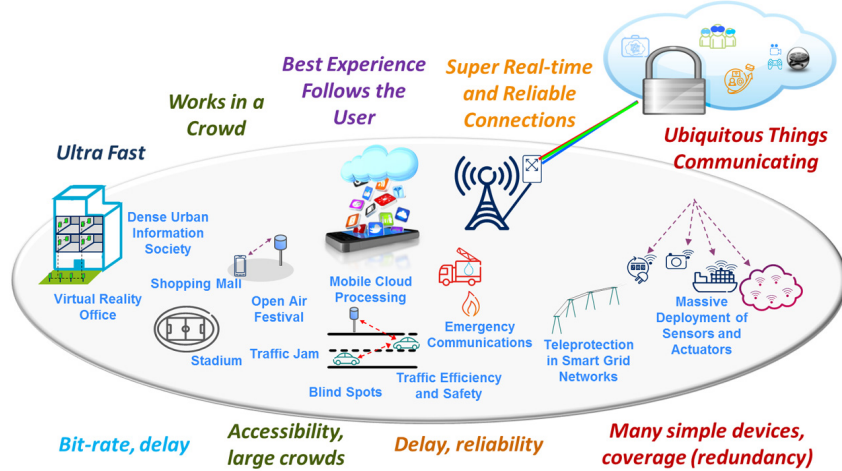 Best Experience
Follows the
User
Super Real-time
and Reliable
Connections
Works in a
Crowd
Ultra Fast
Ubiquitous Things
Communicating
Dense Urban
Information
Society
Virtual Reality
Office
Shopping Mall
Open Air
Festival
Stadium
Mobile Cloud
Processing
Traffic Jam
Blind Spots
Emergency
Communications
Traffic Efficiency
and Safety
Teleprotection
in Smart Grid
Networks
Massive
Deployment of
Sensors and
Actuators
Bit-rate, delay
Accessibility,
large crowds
Delay, reliability
Many simple devices,
coverage (redundancy)